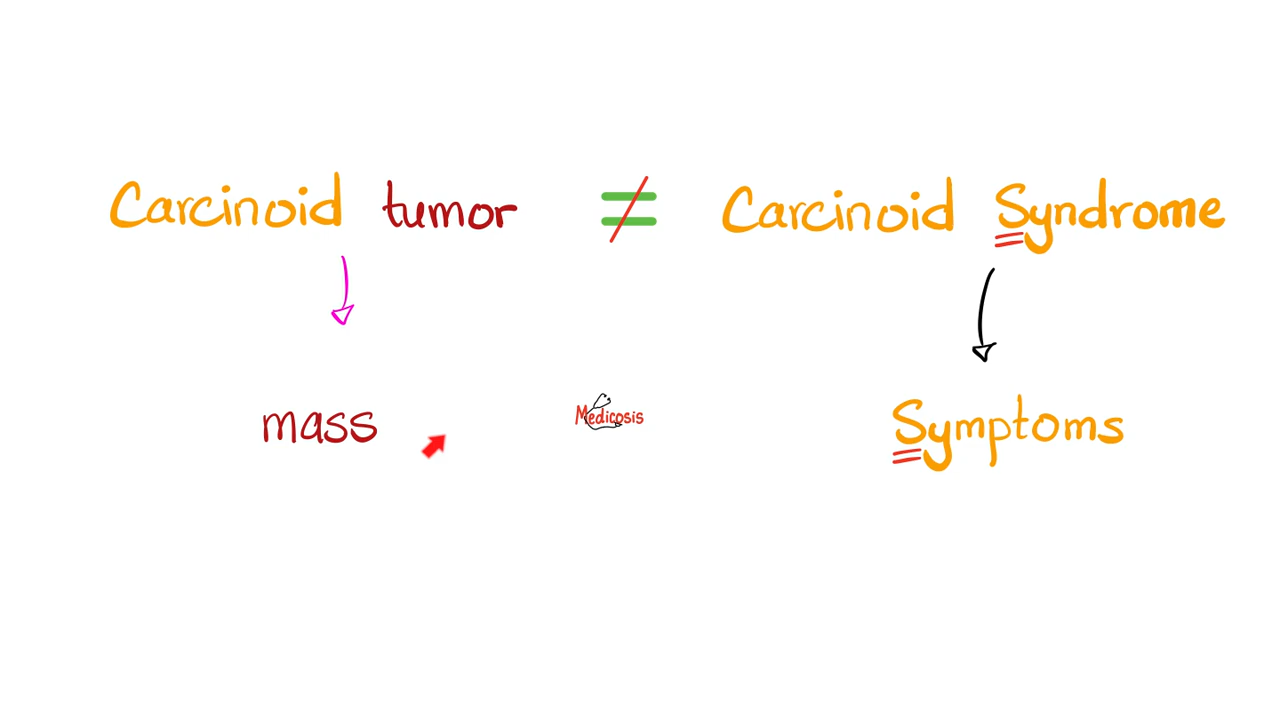 Carcinoid tumor ≠ Carcinoid Syndrome
mass
Medicosis
Symptoms